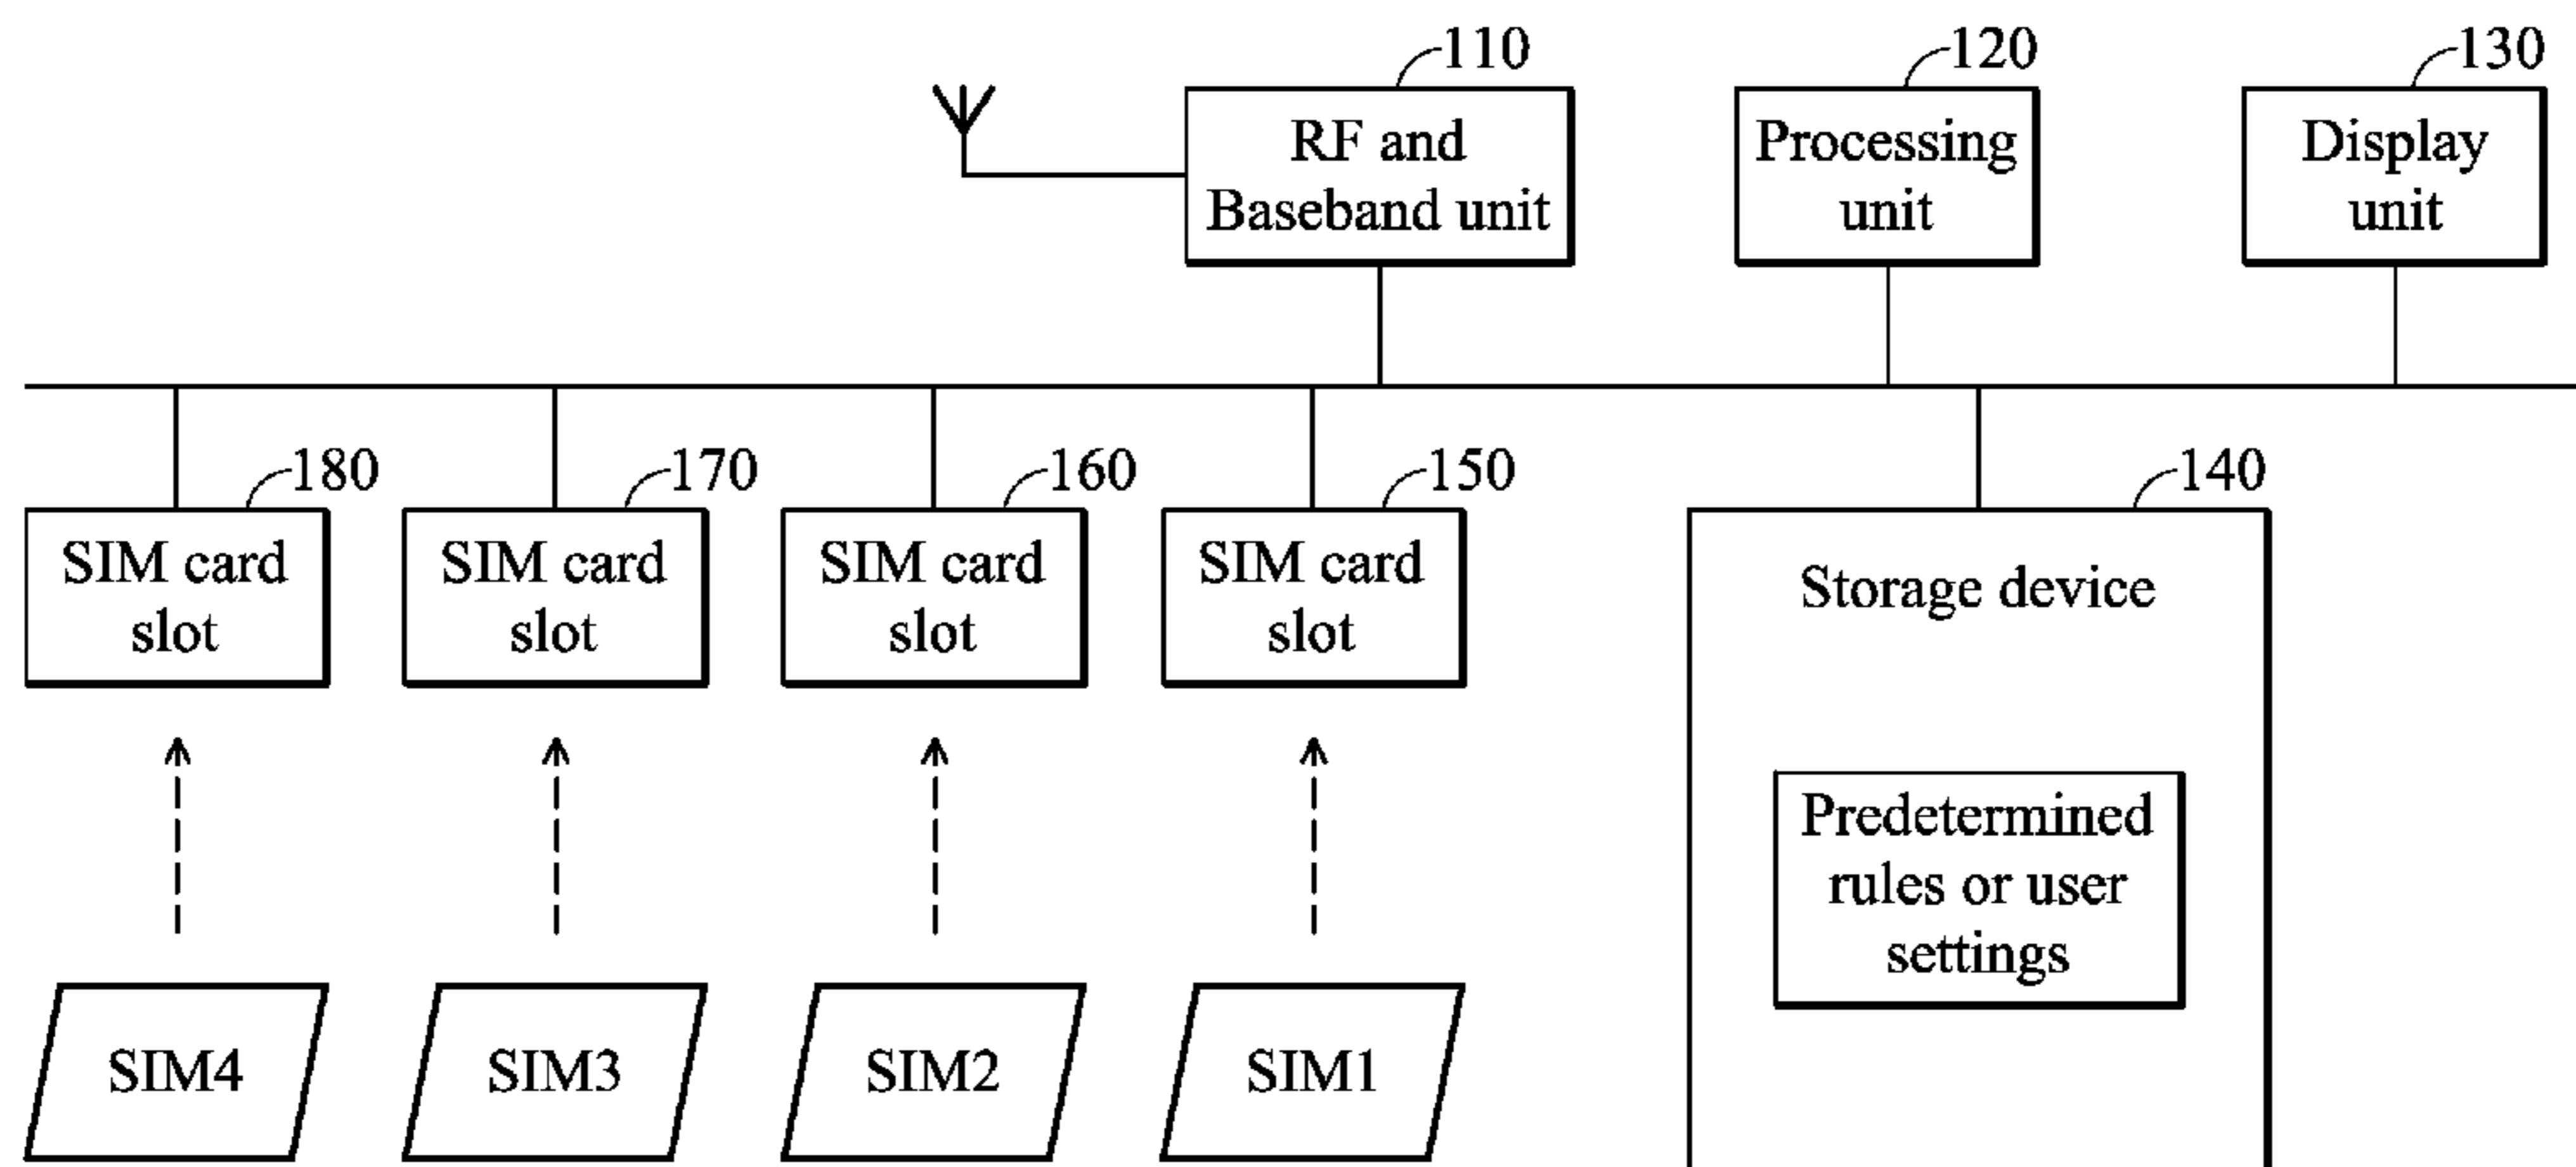 110
120
130
RF and
Baseband unit
Processing
unit
Display
unit
180
170
160
150
140
SIM card
slot
SIM card
slot
SIM card
slot
SIM card
slot
Storage device
Predetermined
rules or user
settings
SIM4
SIM3
SIM2
SIM1